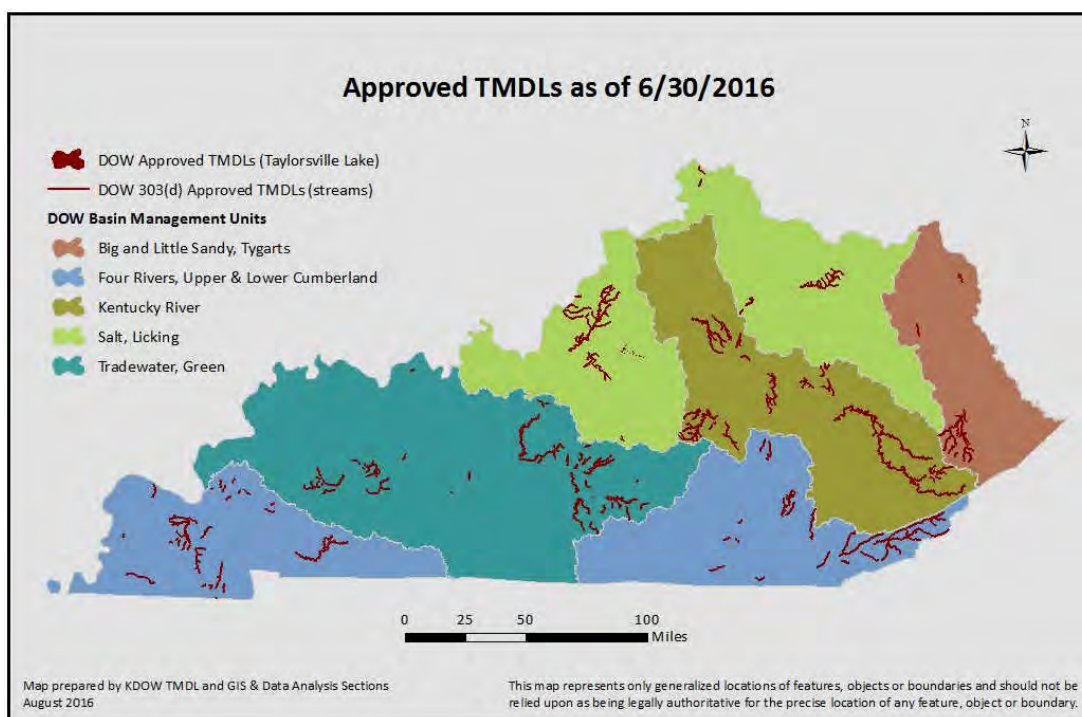 Approved TMDLs as of 6/30/2016
N
DOW Approved TMDLs (Taylorsville Lake)
DOW 303(d) Approved TMDLs (streams)
DOW Basin Management Units
Big and Little Sandy, Tygarts
Four Rivers, Upper & Lower Cumberland
Kentucky River
Salt, Licking
Tradewater, Green
0 25 50 100
Miles
Map prepared by KDOW TMDL and GIS & Data Analysis Sections
August 2016
This map represents only generalized locations of features, objects or boundaries and should not be
relied upon as being legally authoritative for the precise location of any feature, object or boundary.